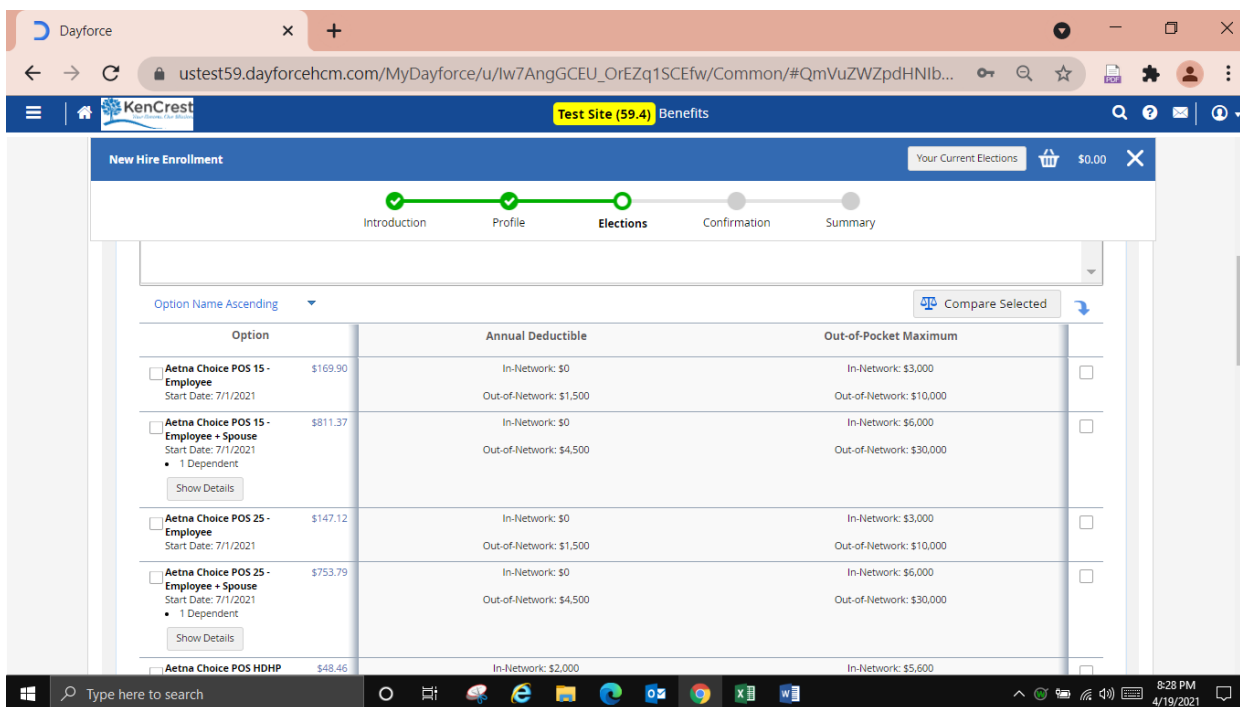 Dayforce
ustest59.dayforcehcm.com/MyDayforce/u/Iw7AngGCEU_OrEZq1SCEfw/Common/#QmVuZWZpdHNIb...
KenCrest
Test Site (59.4) Benefits
New Hire Enrollment
Your Current Elections
$0.00
Introduction
Profile
Elections
Confirmation
Summary
Option Name Ascending
Compare Selected
Option Annual Deductible Out-of-Pocket Maximum
Aetna Choice POS 15 - $169.90 In-Network: $0 In-Network: $3,000
Employee
Start Date: 7/1/2021 Out-of-Network: $1,500 Out-of-Network: $10,000
Aetna Choice POS 15 - $811.37 In-Network: $0 In-Network: $6,000
Employee + Spouse
Start Date: 7/1/2021 Out-of-Network: $4,500 Out-of-Network: $30,000
• 1 Dependent
Show Details
Aetna Choice POS 25 - $147.12 In-Network: $0 In-Network: $3,000
Employee
Start Date: 7/1/2021 Out-of-Network: $1,500 Out-of-Network: $10,000
Aetna Choice POS 25 - $753.79 In-Network: $0 In-Network: $6,000
Employee + Spouse
Start Date: 7/1/2021 Out-of-Network: $4,500 Out-of-Network: $30,000
• 1 Dependent
Show Details
Aetna Choice POS HDHP $48.46 In-Network: $2,000 In-Network: $5,600
Type here to search
8:28 PM
4/19/2021